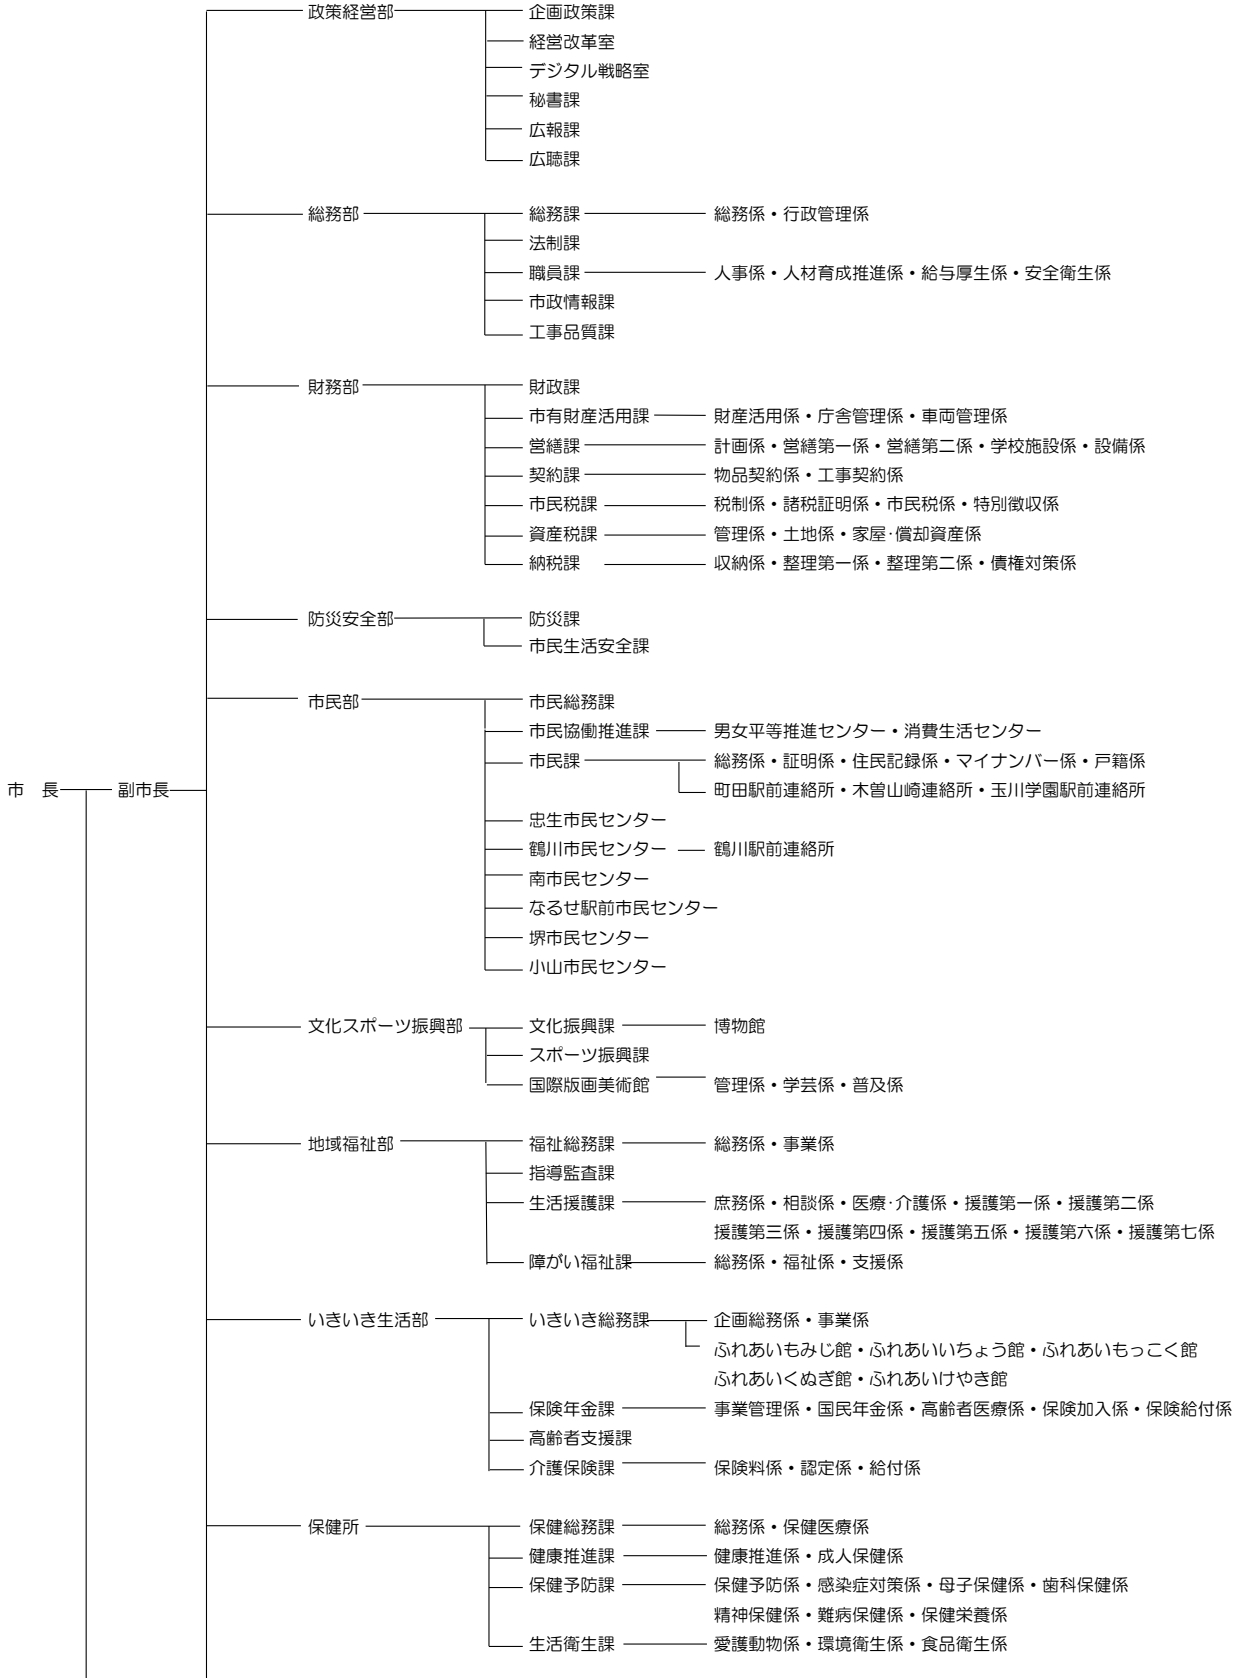 政策経営部 企画政策課
経営改革室
デジタル戦略室
秘書課
広報課
広聴課
総務部 総務課 総務係・行政管理係
法制課
職員課 人事係・人材育成推進係・給与厚生係・安全衛生係
市政情報課
工事品質課
財務部 財政課
市有財産活用課 財産活用係・庁舎管理係・車両管理係
営繕課 計画係・営繕第一係・営繕第二係・学校施設係・設備係
契約課 物品契約係・工事契約係
市民税課 税制係・諸税証明係・市民税係・特別徴収係
資産税課 管理係・土地係・家屋･償却資産係
納税課 収納係・整理第一係・整理第二係・債権対策係
防災安全部 防災課
市民生活安全課
市民部 市民総務課
市民協働推進課 男女平等推進センター・消費生活センター
市民課 総務係・証明係・住民記録係・マイナンバー係・戸籍係
市 長 副市長 町田駅前連絡所・木曽山崎連絡所・玉川学園駅前連絡所
忠生市民センター
鶴川市民センター 鶴川駅前連絡所
南市民センター
なるせ駅前市民センター
堺市民センター
小山市民センター
文化スポーツ振興部 文化振興課 博物館
スポーツ振興課
国際版画美術館 管理係・学芸係・普及係
地域福祉部 福祉総務課 総務係・事業係
指導監査課
生活援護課 庶務係・相談係・医療･介護係・援護第一係・援護第二係
援護第三係・援護第四係・援護第五係・援護第六係・援護第七係
障がい福祉課 総務係・福祉係・支援係
いきいき生活部 いきいき総務課 企画総務係・事業係
ふれあいもみじ館・ふれあいいちょう館・ふれあいもっこく館
ふれあいくぬぎ館・ふれあいけやき館
保険年金課 事業管理係・国民年金係・高齢者医療係・保険加入係・保険給付係
高齢者支援課
介護保険課 保険料係・認定係・給付係
保健所 保健総務課 総務係・保健医療係
健康推進課 健康推進係・成人保健係
保健予防課 保健予防係・感染症対策係・母子保健係・歯科保健係
精神保健係・難病保健係・保健栄養係
生活衛生課 愛護動物係・環境衛生係・食品衛生係